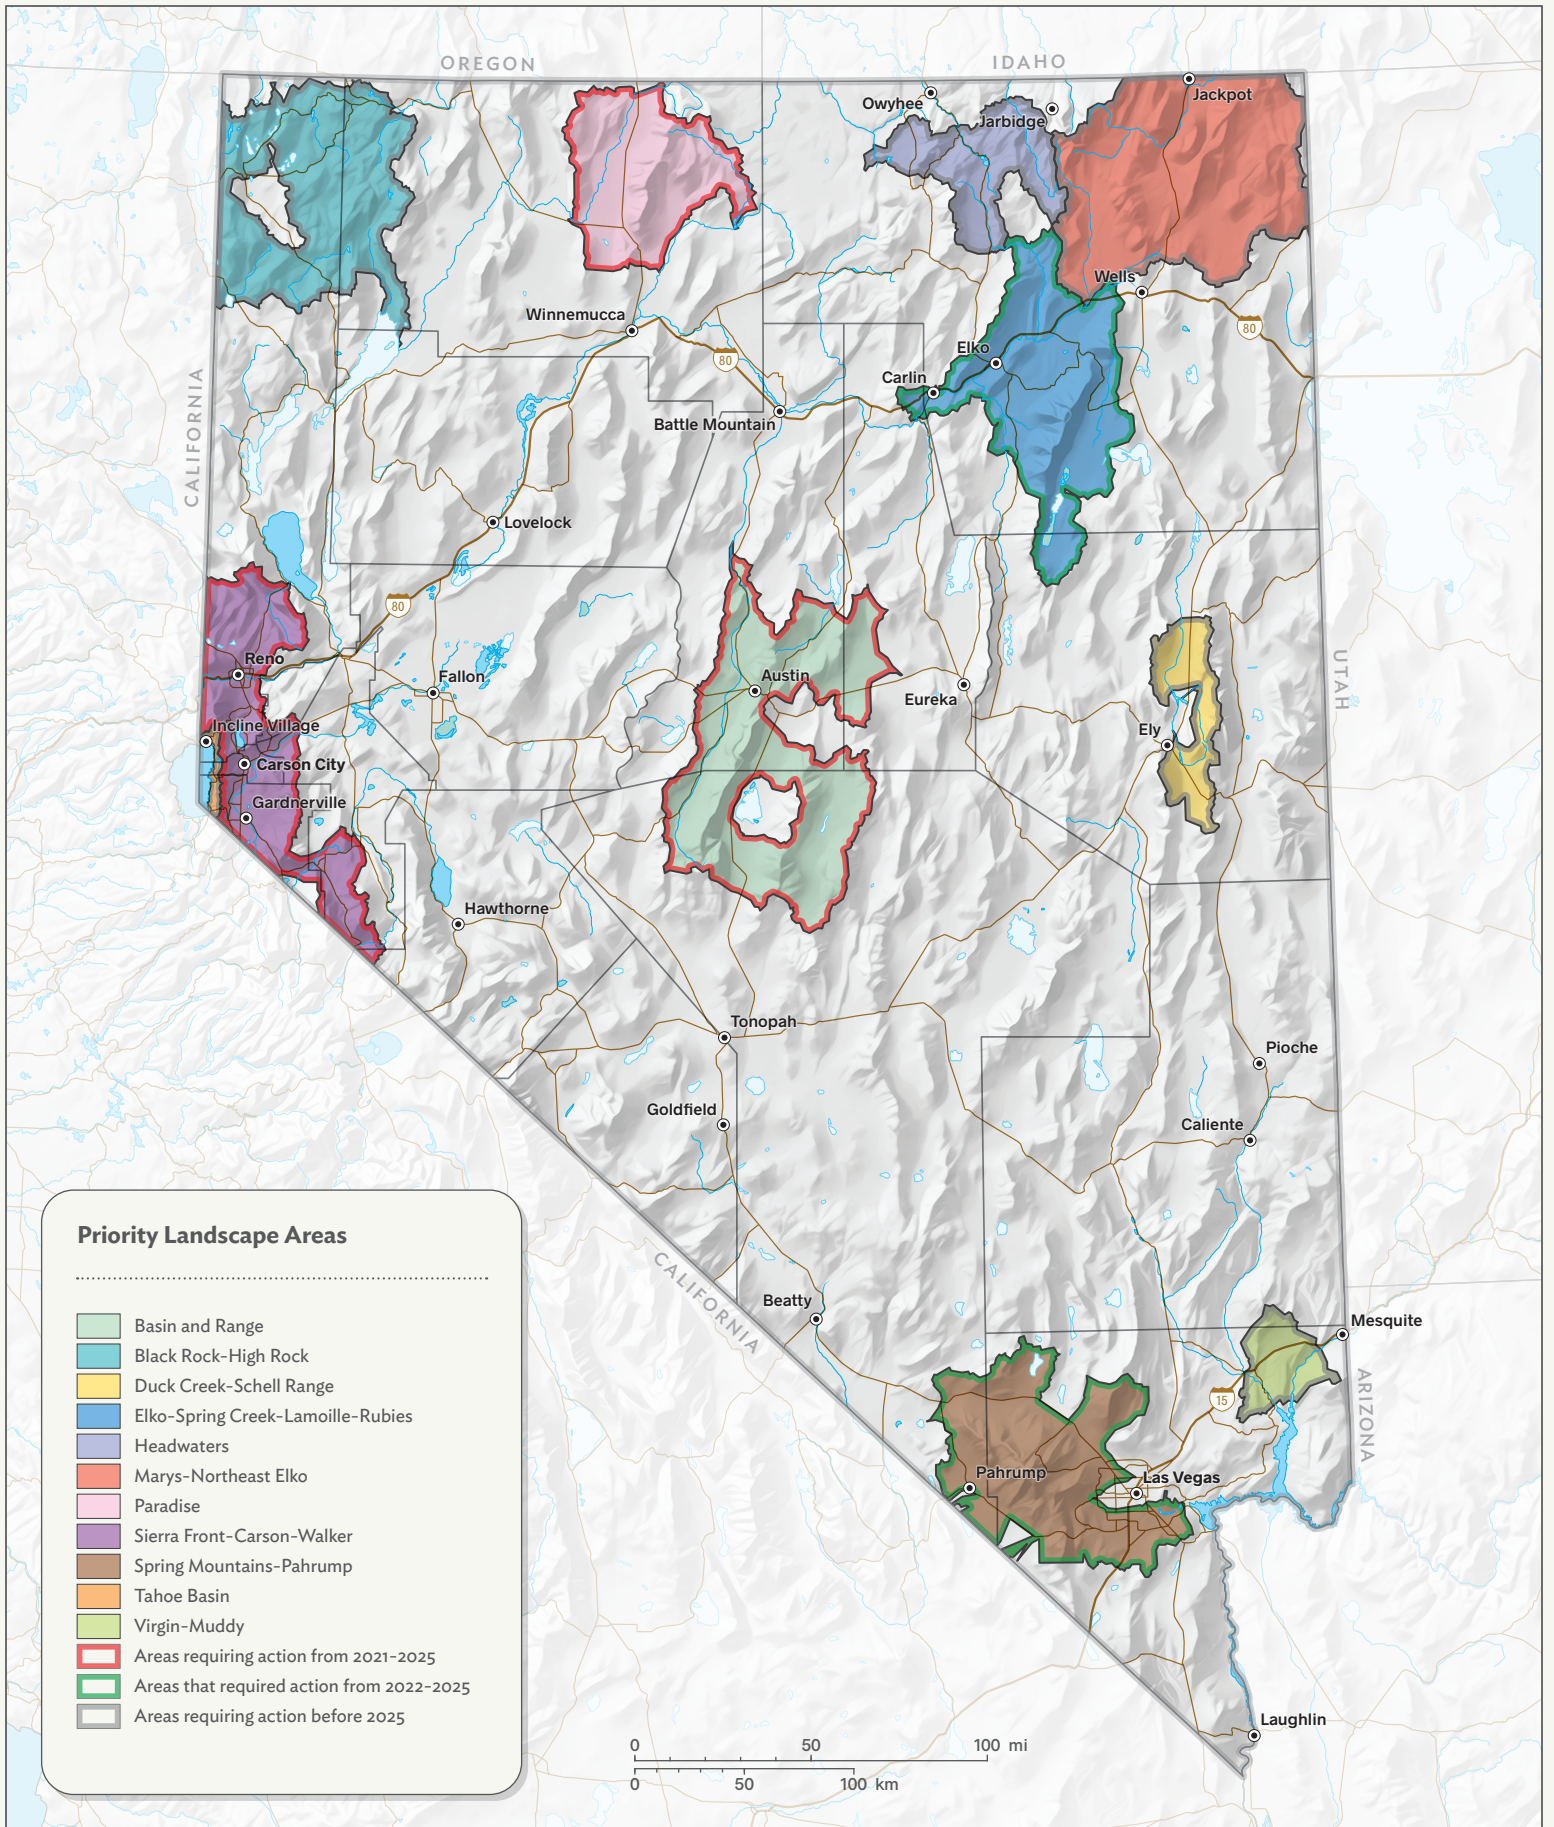 OREGON
IDAHO
Jackpot
Owyhee
Jarbidge
Wells
Winnemucca
80
80
Elko
Carlin
CALIFORNIA
Battle Mountain
Lovelock
80
Reno
Fallon
Austin
Eureka
UTAH
Incline Village
Ely
Carson City
Gardnerville
Hawthorne
Tonopah
Pioche
Goldfield
Caliente
CALIFORNIA
Beatty
Mesquite
15
ARIZONA
Pahrump
Las Vegas
Laughlin
Priority Landscape Areas
Basin and Range
Black Rock-High Rock
Duck Creek-Schell Range
Elko-Spring Creek-Lamoille-Rubies
Headwaters
Marys-Northeast Elko
Paradise
Sierra Front-Carson-Walker
Spring Mountains-Pahrump
Tahoe Basin
Virgin-Muddy
Areas requiring action from 2021-2025
Areas that required action from 2022-2025
Areas requiring action before 2025
0 50 100 mi
0 50 100 km